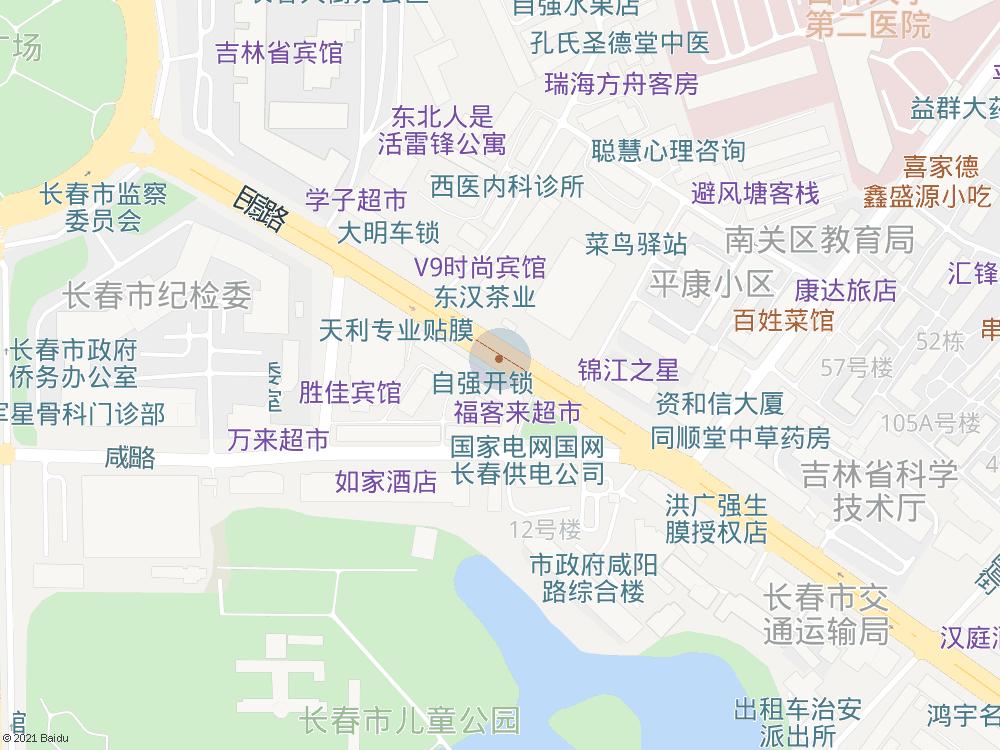 自强水果店
第二医院
孔氏圣德堂中医
广场
吉林省宾馆
瑞海方舟客房
东北人是
活雷锋公寓
益群大药
聪慧心理咨询
喜家德
鑫盛源小吃
长春市监察
委员会
学子超市
西医内科诊所
避风塘客栈
大明车锁
菜鸟驿站
南关区教育局
V9时尚宾馆
平康小区
汇锋
长春市纪检委
东汉茶业
康达旅店
天利专业贴膜
百姓菜馆
串
52栋
长春市政府
侨务办公室
57号楼
锦江之星
自强开锁
胜佳宾馆
福客来超市
资和信大厦
军星骨科门诊部
105A号楼
万来超市
同顺堂中草药房
国家电网国网
长春供电公司
如家酒店
吉林省科学
技术厅
12号楼
洪广强生
膜授权店
市政府咸阳
路综合楼
长春市交
通运输局
汉庭酒
长春市儿童公园
出租车治安
派出所
鸿宇名
馆
© 2021 Baidu